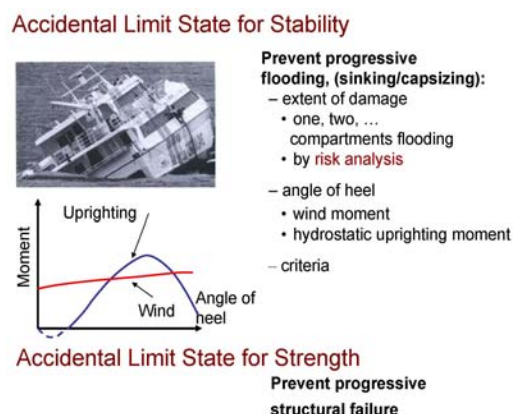 Accidental Limit State for Stability
Prevent progressive
flooding, (sinking/capsizing):
– extent of damage
• one, two, …
compartments flooding
• by risk analysis
– angle of heel
• wind moment
• hydrostatic uprighting moment
– criteria
Uprighting
Moment
Wind
Angle of
heel
Accidental Limit State for Strength
Prevent progressive
structural failure